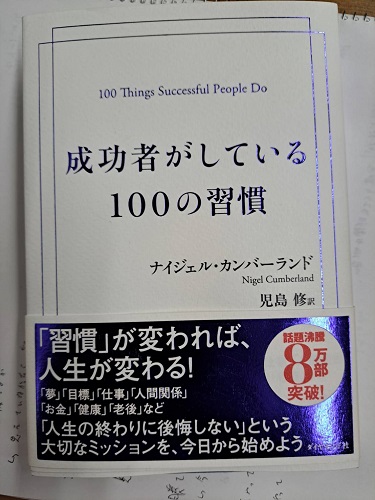 100 Things Successful People Do
成功者がしている
100の習慣
ナイジェル・カンバーランド
Nigel Cumberland
児島 修 訳
「習慣」が変われば、
人生が変わる!
「夢」「目標」「仕事」「人間関係」
「お金」「健康」「老後」など
「人生の終わりに後悔しない」という
大切なミッションを、今日から始めよう
話題沸騰
8万部
突破!